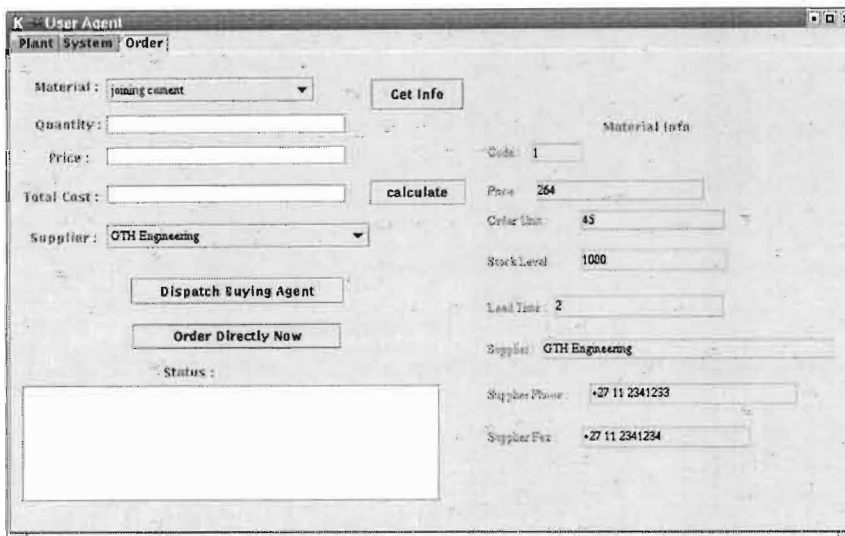 User Agent
Plant System Order
Material : joining cement
Get Info
Quantity :
Price :
Total Cost :
calculate
Supplier : GTH Engineering
Dispatch Buying Agent
Order Directly Now
Status :
Material Info
Code : 1
Price 264
Order Unit 45
Stock Level 1000
Lead Time : 2
Supplier GTH Engineering
Supplier Phone +27 11 2341233
Supplier Fax +27 11 2341234